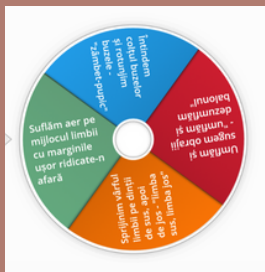 Întindem
colțul buzelor
și rotunjim
buzele -
"zâmbet-pupic"
Umflăm și
sugem obrajii
- "umflăm și
dezumflăm
balonul"
Sprijinim vârful
limbii pe dinții
de sus, apoi
de jos - "limba
sus, limba jos"
Suflăm aer pe
mijlocul limbii
cu marginile
ușor ridicate-n
afară